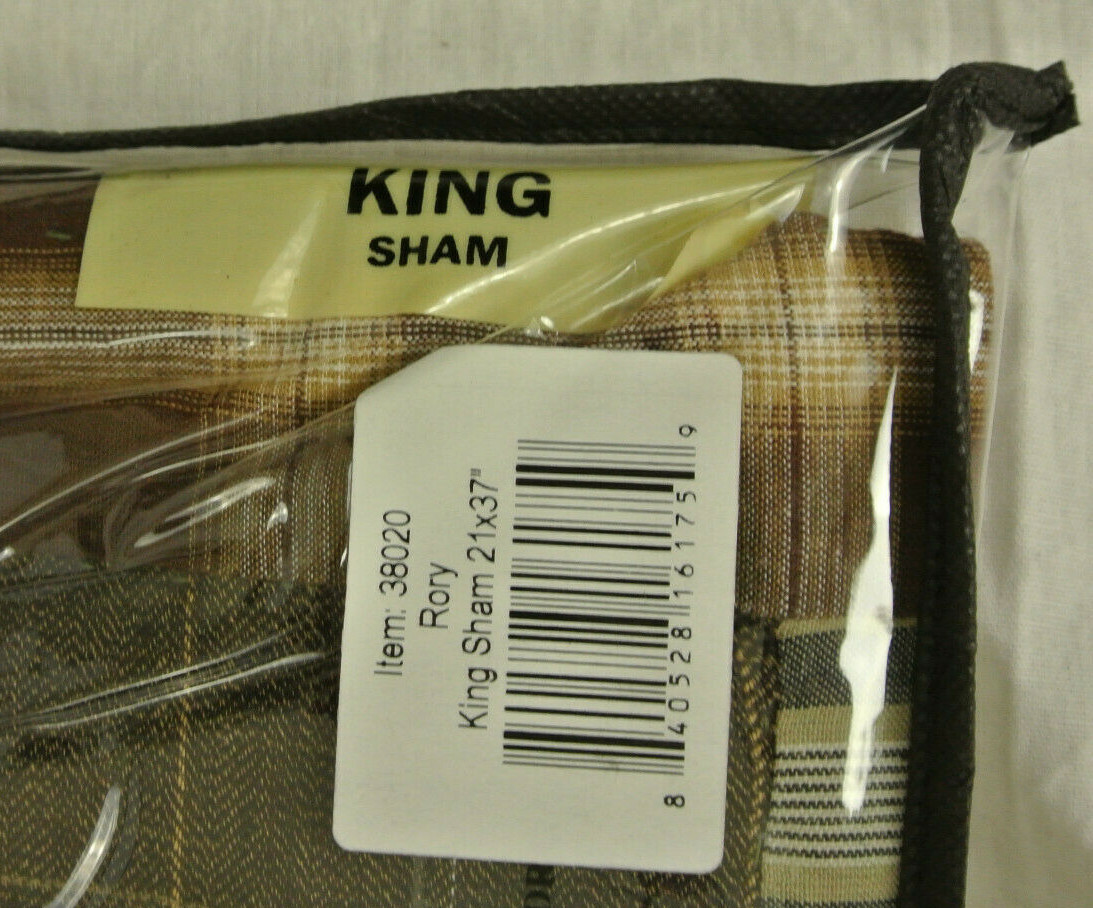 KING
SHAM
Item: 38020
Rory
King Sham 21x37"
8 40528 16175 9